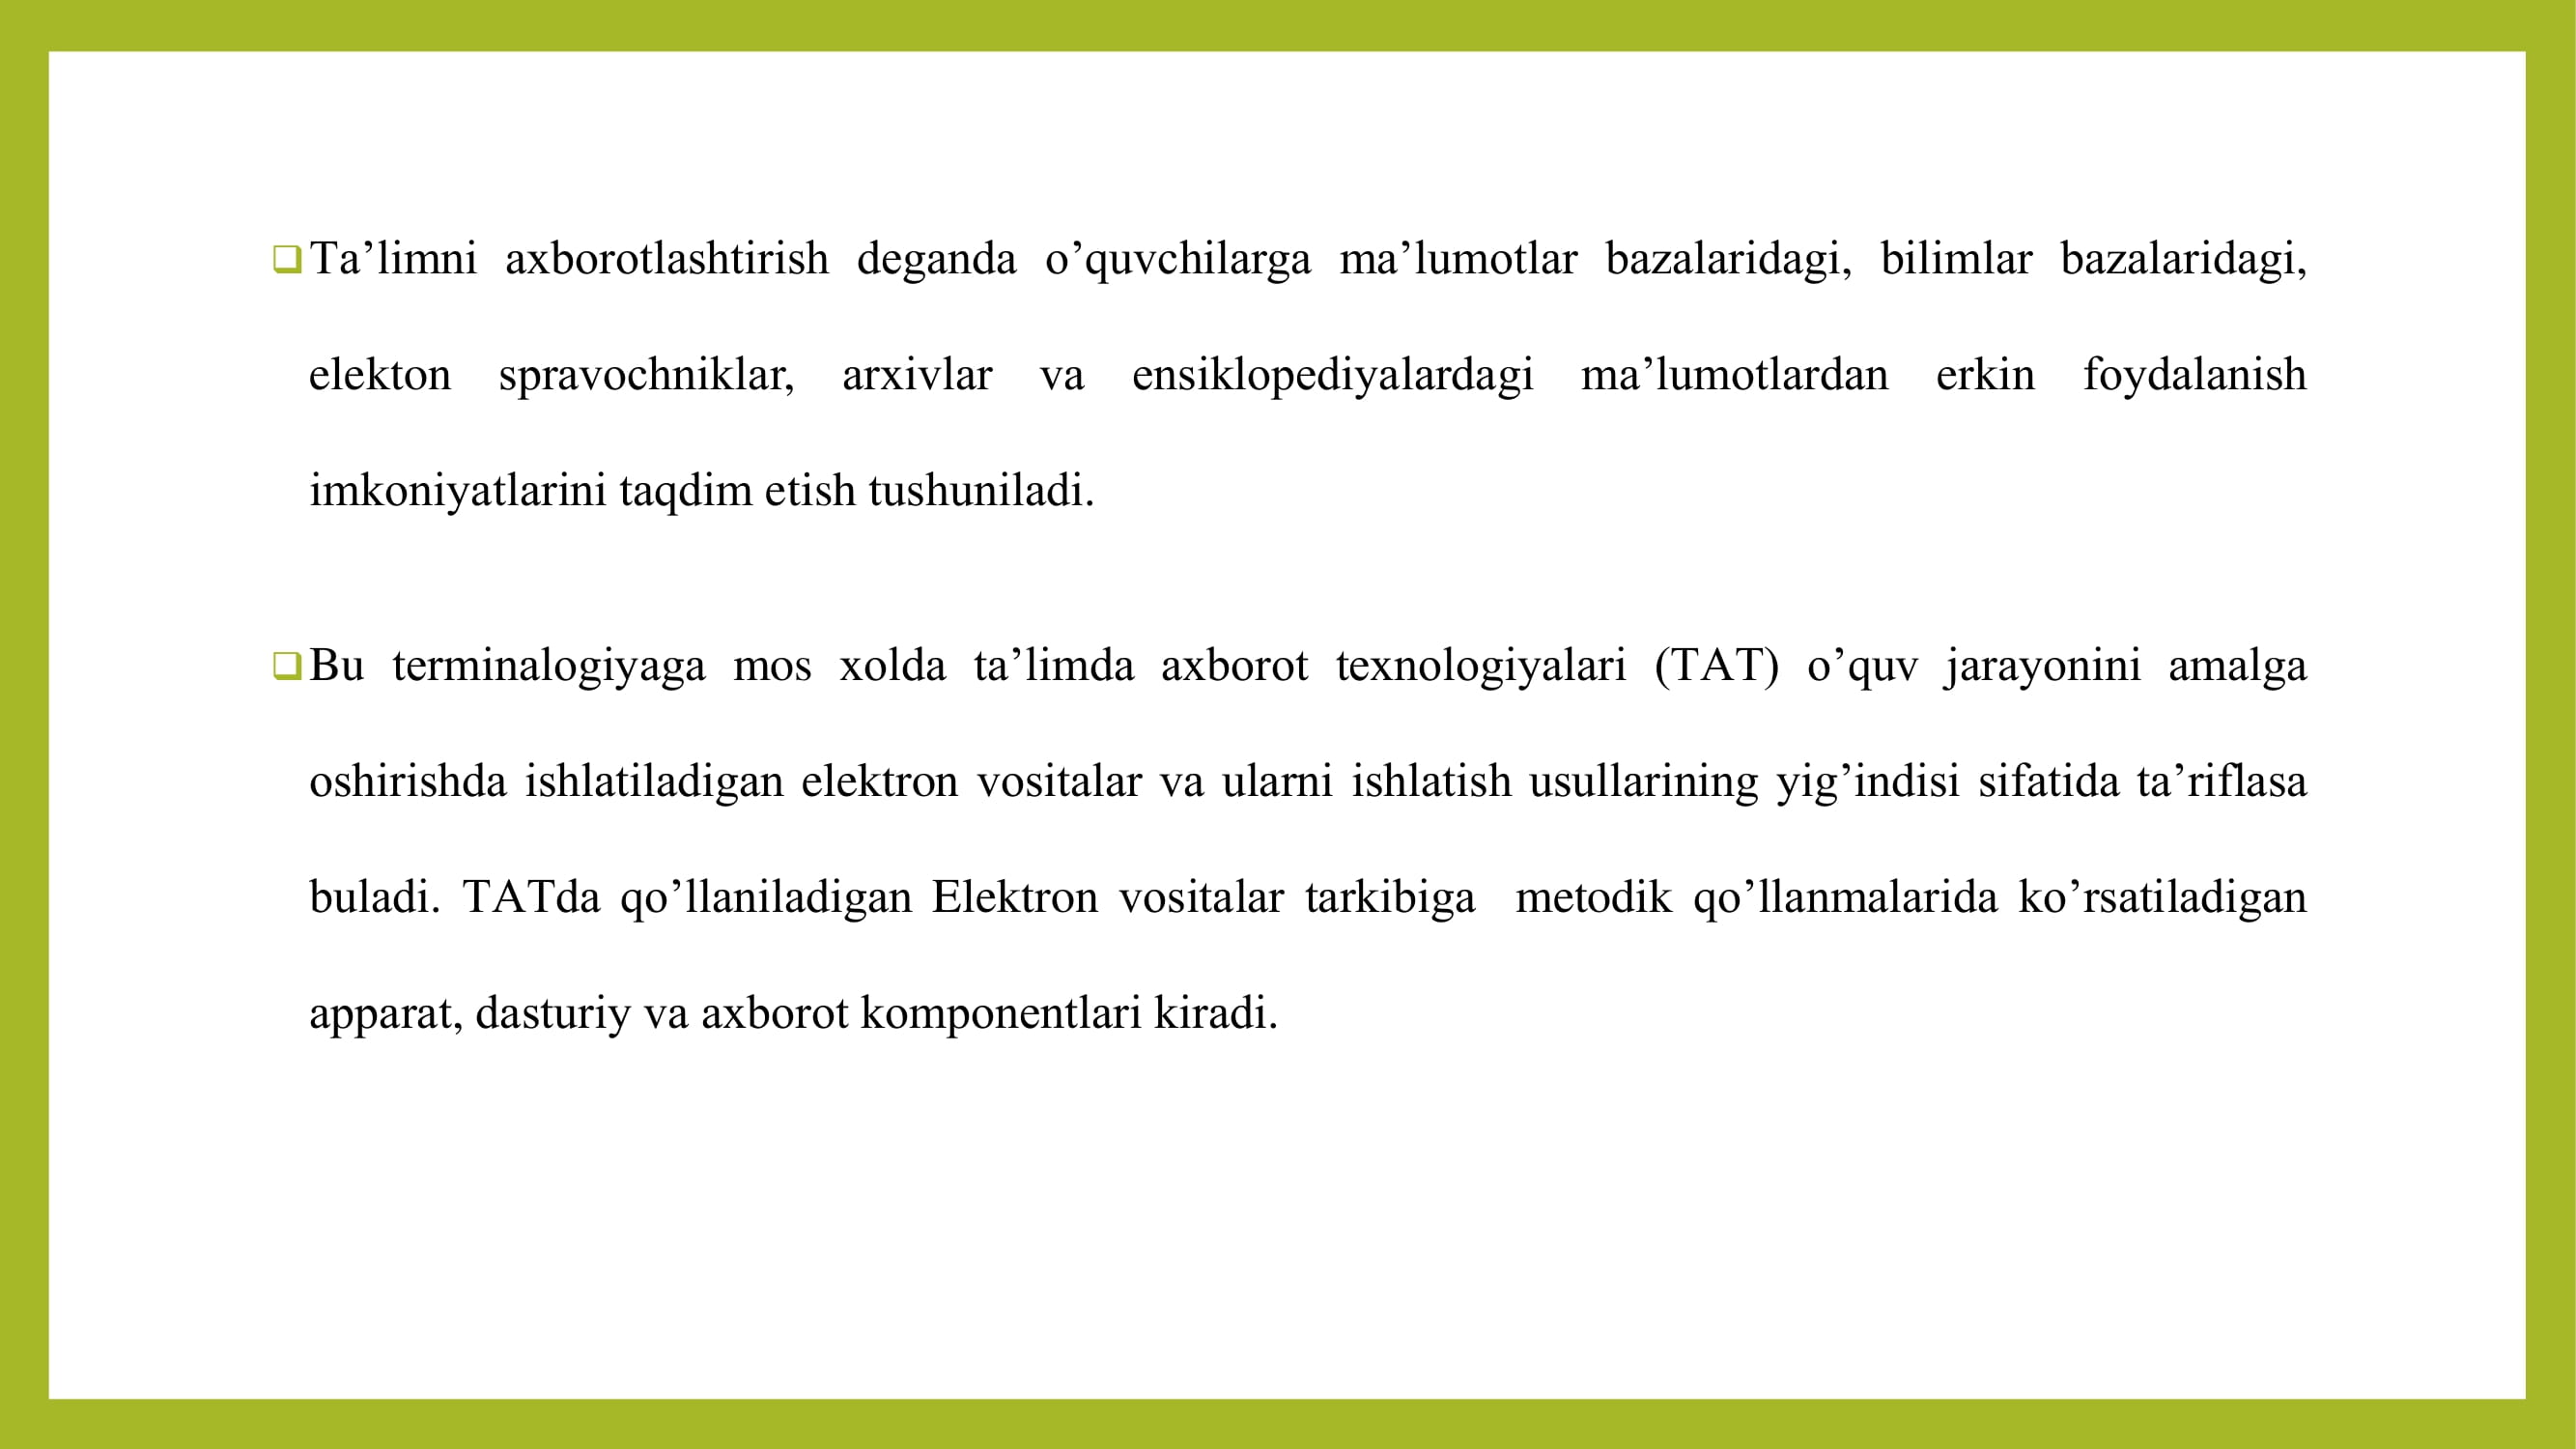 Ta’limni axborotlashtirish deganda o’quvchilarga ma’lumotlar bazalaridagi, bilimlar bazalaridagi,
elekton spravochniklar, arxivlar va ensiklopediyalardagi ma’lumotlardan erkin foydalanish
imkoniyatlarini taqdim etish tushuniladi.
Bu terminalogiyaga mos xolda ta’limda axborot texnologiyalari (TAT) o’quv jarayonini amalga
oshirishda ishlatiladigan elektron vositalar va ularni ishlatish usullarining yig’indisi sifatida ta’riflasa
buladi. TATda qo’llaniladigan Elektron vositalar tarkibiga metodik qo’llanmalarida ko’rsatiladigan
apparat, dasturiy va axborot komponentlari kiradi.